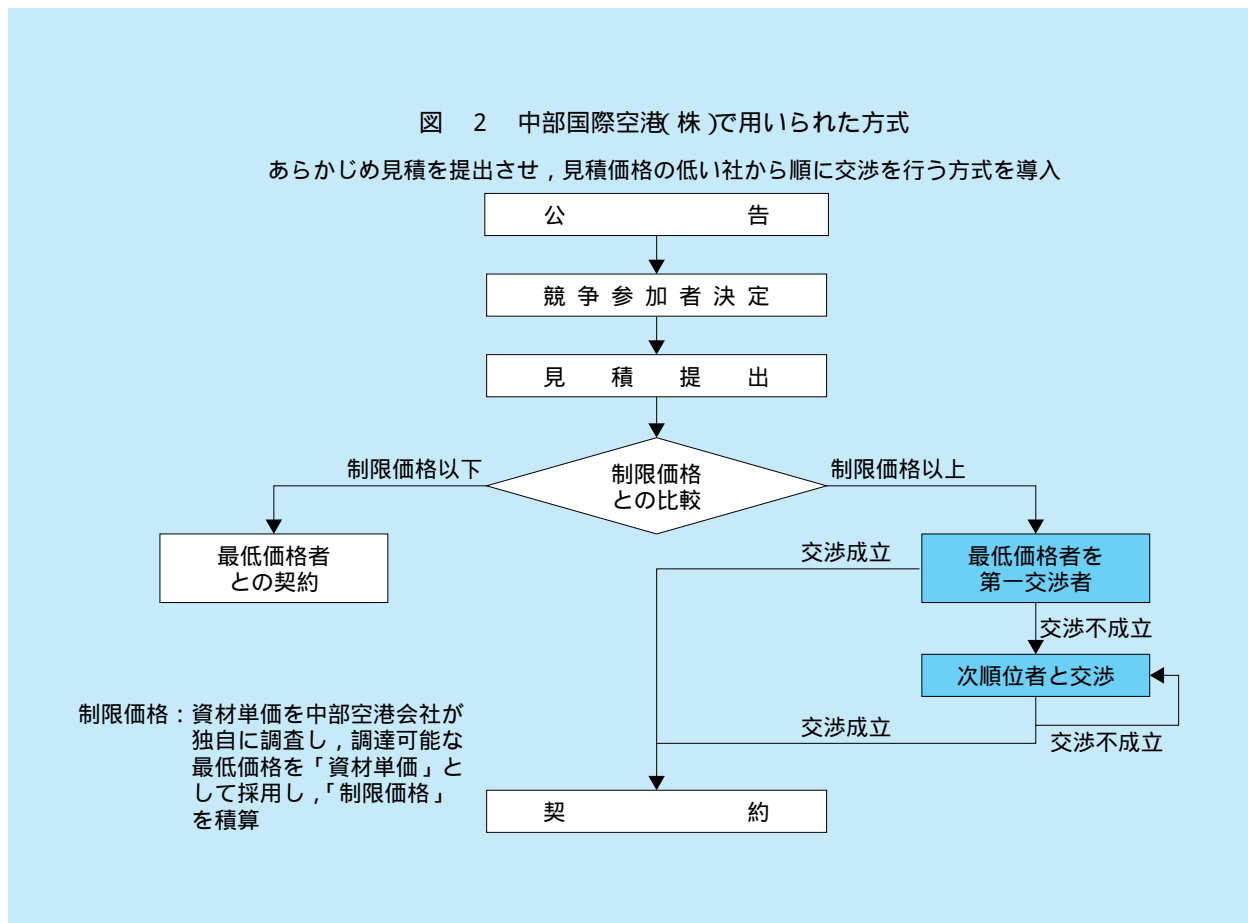 図 2 中部国際空港(株)で用いられた方式
あらかじめ見積を提出させ，見積価格の低い社から順に交渉を行う方式を導入
公告
競争参加者決定
見積提出
制限価格以下
制限価格
との比較
制限価格以上
最低価格者
との契約
交渉成立
最低価格者を
第一交渉者
交渉不成立
次順位者と交渉
交渉成立
交渉不成立
制限価格：資材単価を中部空港会社が
独自に調査し，調達可能な
最低価格を「資材単価」と
して採用し，「制限価格」
を積算
契約